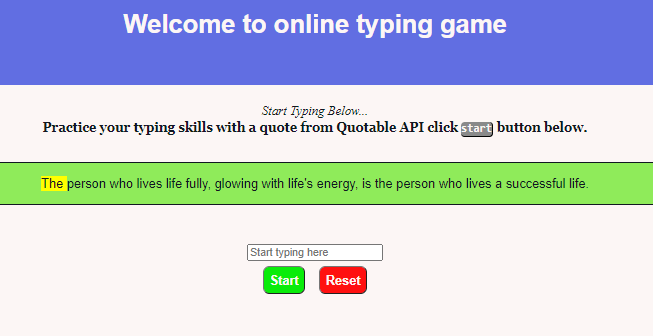 Welcome to online typing game
Start Typing Below...
Practice your typing skills with a quote from Quotable API click start button below.
The person who lives life fully, glowing with life's energy, is the person who lives a successful life.
Start typing here
Start Reset